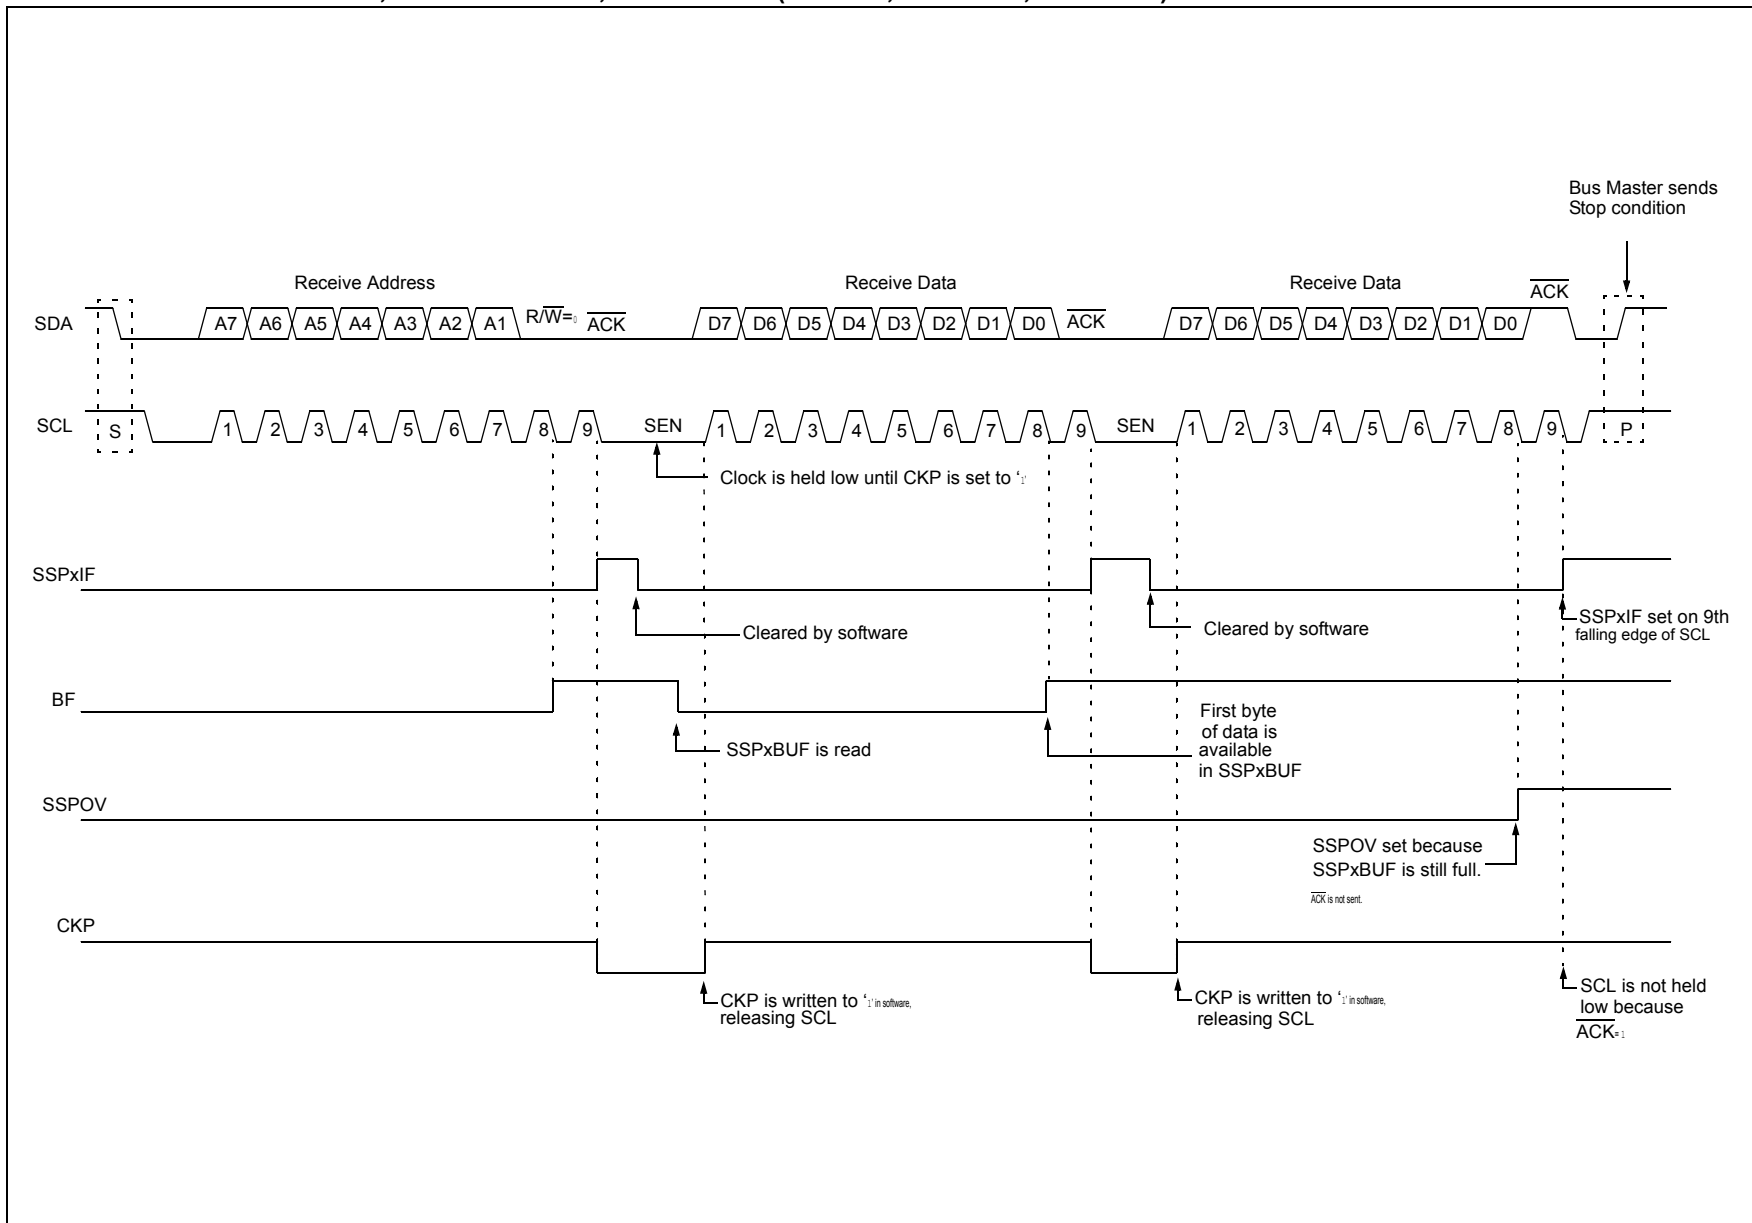 Bus Master sends
Stop condition
Receive Address
Receive Data
Receive Data
ACK
SDA
A7 A6 A5 A4 A3 A2 A1 R/W=0 ACK D7 D6 D5 D4 D3 D2 D1 D0 ACK D7 D6 D5 D4 D3 D2 D1 D0
SCL
S 1 2 3 4 5 6 7 8 9 SEN 1 2 3 4 5 6 7 8 9 SEN 1 2 3 4 5 6 7 8 9 P
Clock is held low until CKP is set to ‘1’
SSPxIF
Cleared by software
Cleared by software
SSPxIF set on 9th
falling edge of SCL
BF
SSPxBUF is read
First byte
of data is
available
in SSPxBUF
SSPOV
SSPOV set because
SSPxBUF is still full.
ACK is not sent.
CKP
CKP is written to ‘1’ in software,
releasing SCL
CKP is written to ‘1’ in software,
releasing SCL
SCL is not held
low because
ACK= 1